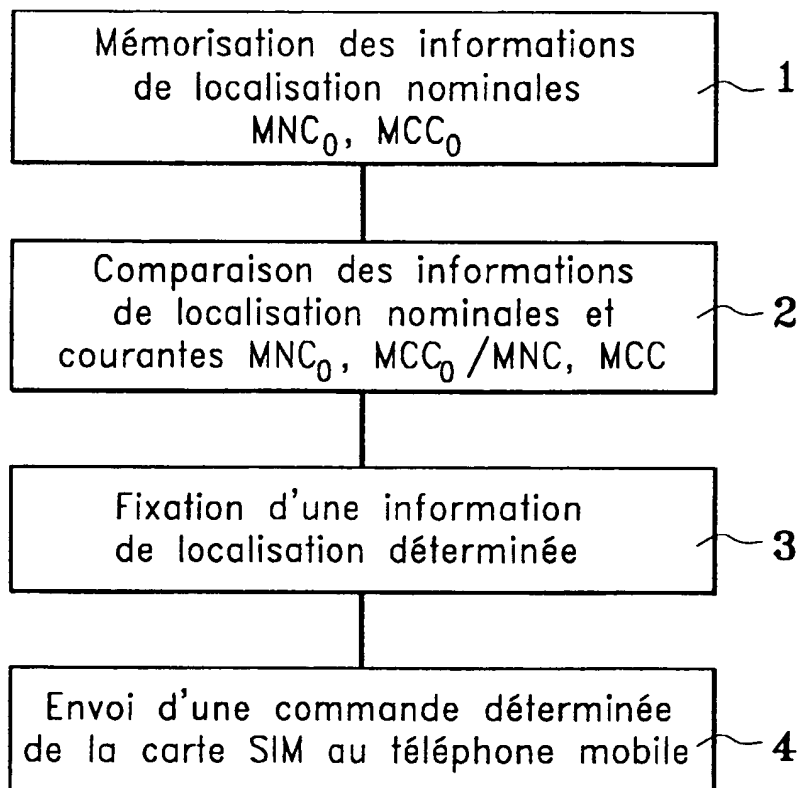 Mémorisation des informations
de localisation nominales
MNC₀, MCC₀
1
Comparaison des informations
de localisation nominales et
courantes MNC₀, MCC₀/MNC, MCC
2
Fixation d'une information
de localisation déterminée
3
Envoi d'une commande déterminée
de la carte SIM au téléphone mobile
4